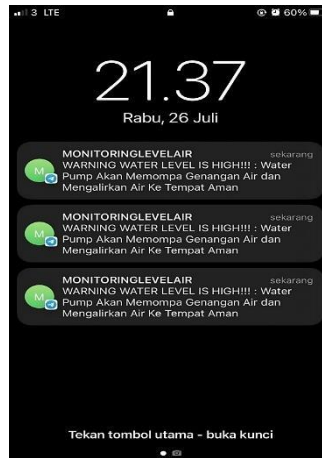 3 LTE
60%
21.37
Rabu, 26 Juli
MONITORINGLEVELAIR sekarang
WARNING WATER LEVEL IS HIGH!!! : Water
Pump Akan Memompa Genangan Air dan
Mengalirkan Air Ke Tempat Aman
M
MONITORINGLEVELAIR sekarang
WARNING WATER LEVEL IS HIGH!!! : Water
Pump Akan Memompa Genangan Air dan
Mengalirkan Air Ke Tempat Aman
M
MONITORINGLEVELAIR sekarang
WARNING WATER LEVEL IS HIGH!!! : Water
Pump Akan Memompa Genangan Air dan
Mengalirkan Air Ke Tempat Aman
M
Tekan tombol utama - buka kunci